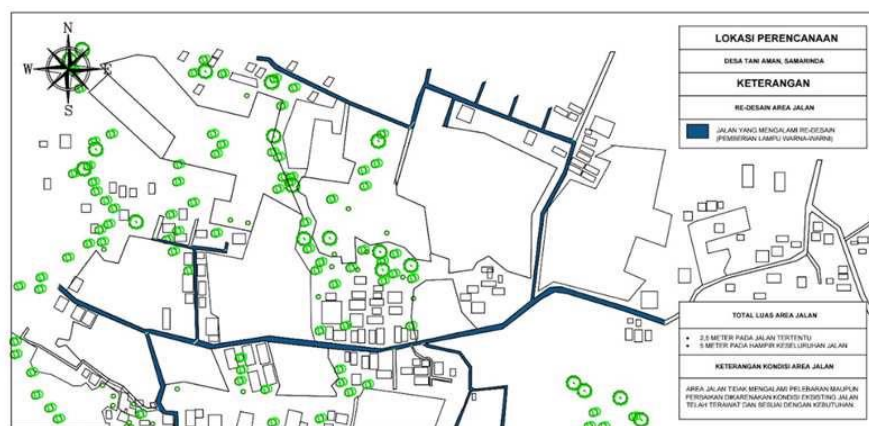 N
W
E
S
LOKASI PERENCANAAN
DESA TANI AMAN, SAMARINDA
KETERANGAN
RE-DESAIN AREA JALAN
JALAN YANG MENGALAMI RE-DESAIN
(PEMBERIAN LAMPU WARNA-WARNI)
TOTAL LUAS AREA JALAN
• 2,5 METER PADA JALAN TERTENTU
• 5 METER PADA HAMPIR KESELURUHAN JALAN
KETERANGAN KONDISI AREA JALAN
AREA JALAN TIDAK MENGALAMI PELEBARAN MAUPUN
PERBAIKAN DIKARENAKAN KONDISI EKSISTING JALAN
TELAH TERAWAT DAN SESUAI DENGAN KEBUTUHAN.